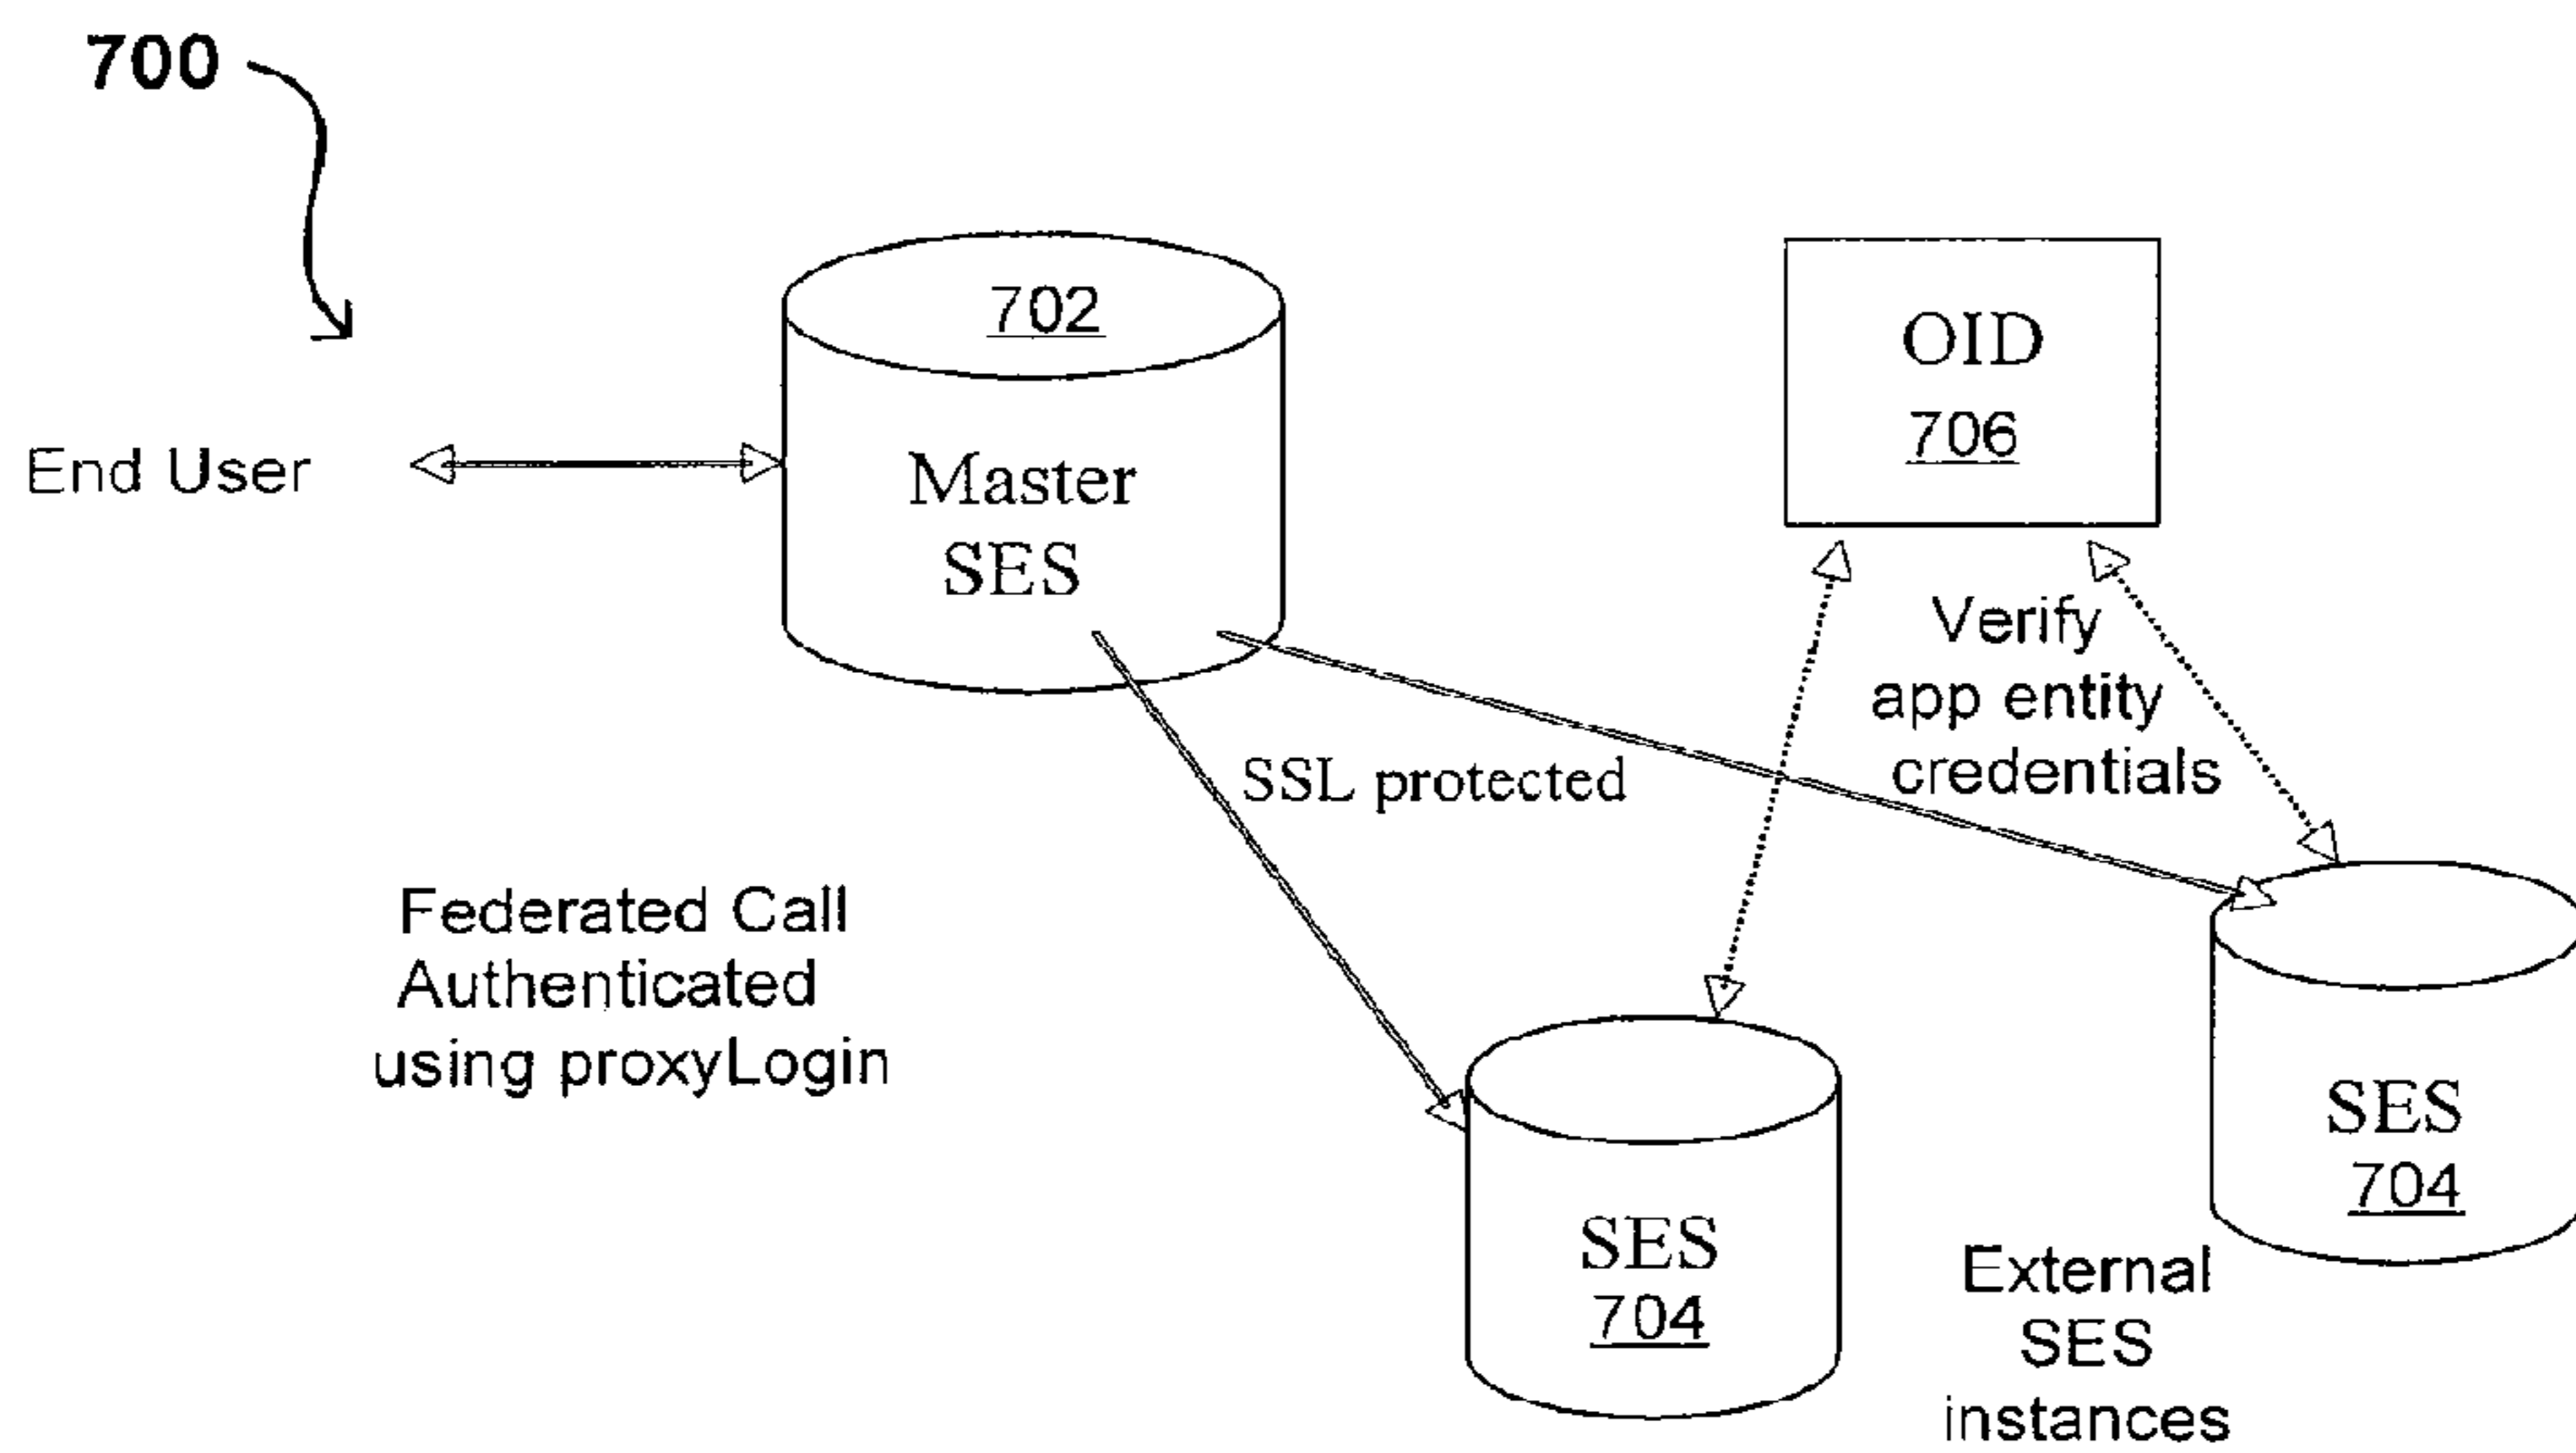 700
702
Master
SES
End User
OID
706
Verify
app entity
credentials
SSL protected
Federated Call
Authenticated
using proxyLogin
SES
704
SES
704
External
SES
instances